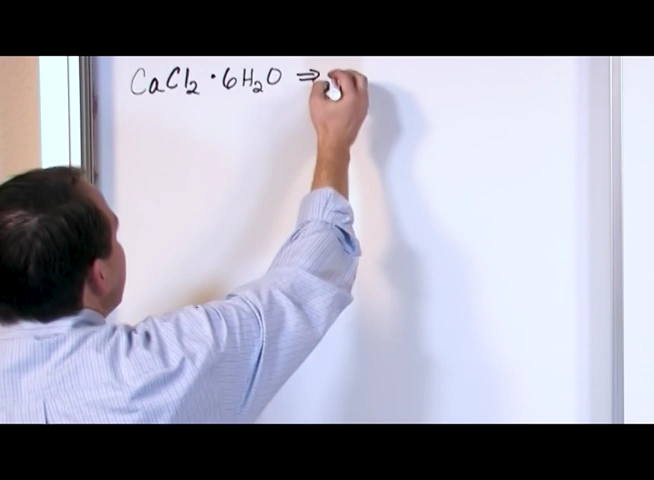 CaCl₂ · 6H₂O ⇒